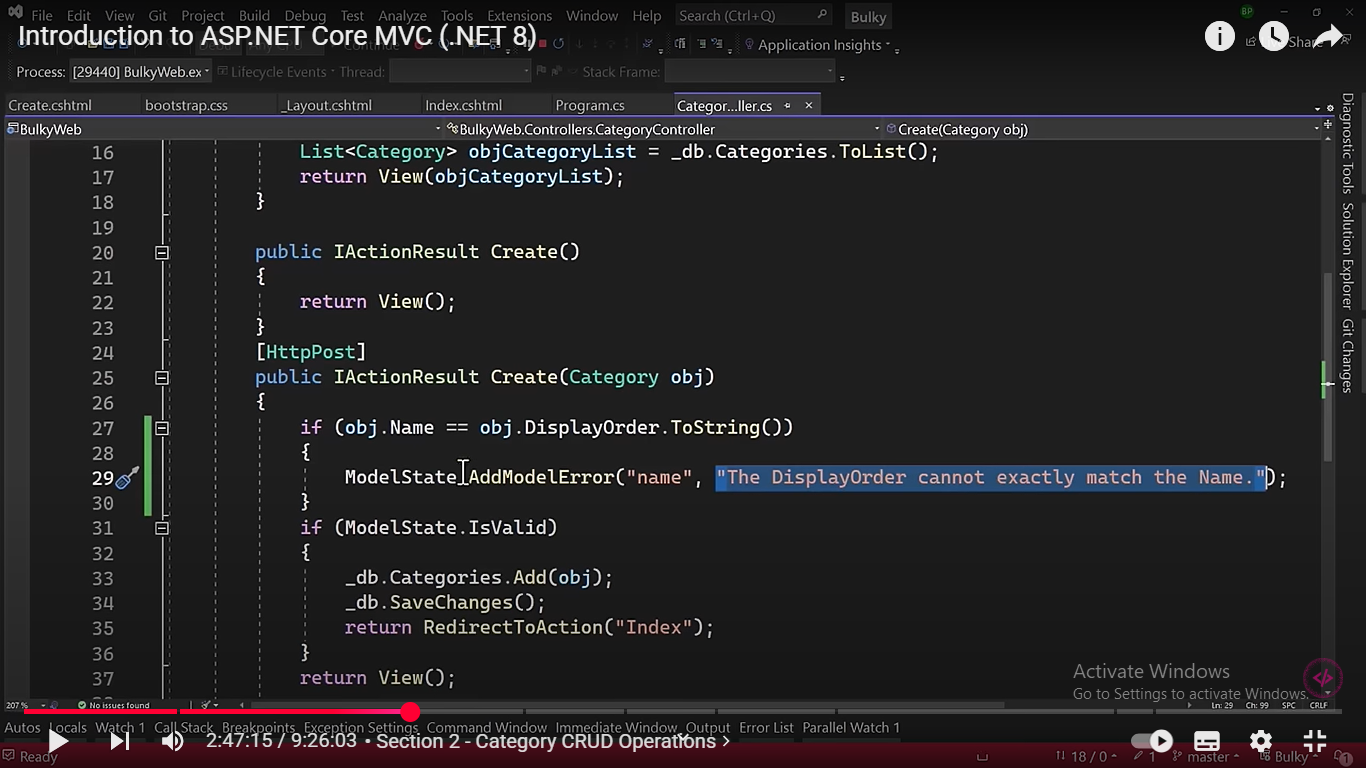 File Edit View Git Project Build Debug Test Analyze Tools Extensions Window Help Search (Ctrl+Q) Bulky BP
Introduction to ASP.NET Core MVC (.NET 8)
Application Insights
Share
Process: [29440] BulkyWeb.ex Lifecycle Events Thread: Stack Frame:
Create.cshtml bootstrap.css _Layout.cshtml Index.cshtml Program.cs Categor...ller.cs
BulkyWeb BulkyWeb.Controllers.CategoryController Create(Category obj)
16 List<Category> objCategoryList = _db.Categories.ToList();
17 return View(objCategoryList);
18 }
19
20 public IActionResult Create()
21 {
22 return View();
23 }
24 [HttpPost]
25 public IActionResult Create(Category obj)
26 {
27 if (obj.Name == obj.DisplayOrder.ToString())
28 {
29 ModelState.AddModelError("name", "The DisplayOrder cannot exactly match the Name.");
30 }
31 if (ModelState.IsValid)
32 {
33 _db.Categories.Add(obj);
34 _db.SaveChanges();
35 return RedirectToAction("Index");
36 }
37 return View();
Diagnostic Tools
Solution Explorer
Git Changes
Activate Windows
Go to Settings to activate Windows.
207 % No issues found Ln: 29 Ch: 99 SPC CRLF
Autos Locals Watch 1 Call Stack Breakpoints Exception Settings Command Window Immediate Window Output Error List Parallel Watch 1
2:47:15 / 9:26:03 • Section 2 - Category CRUD Operations >
Ready 18 / 0 1 master Bulky 1